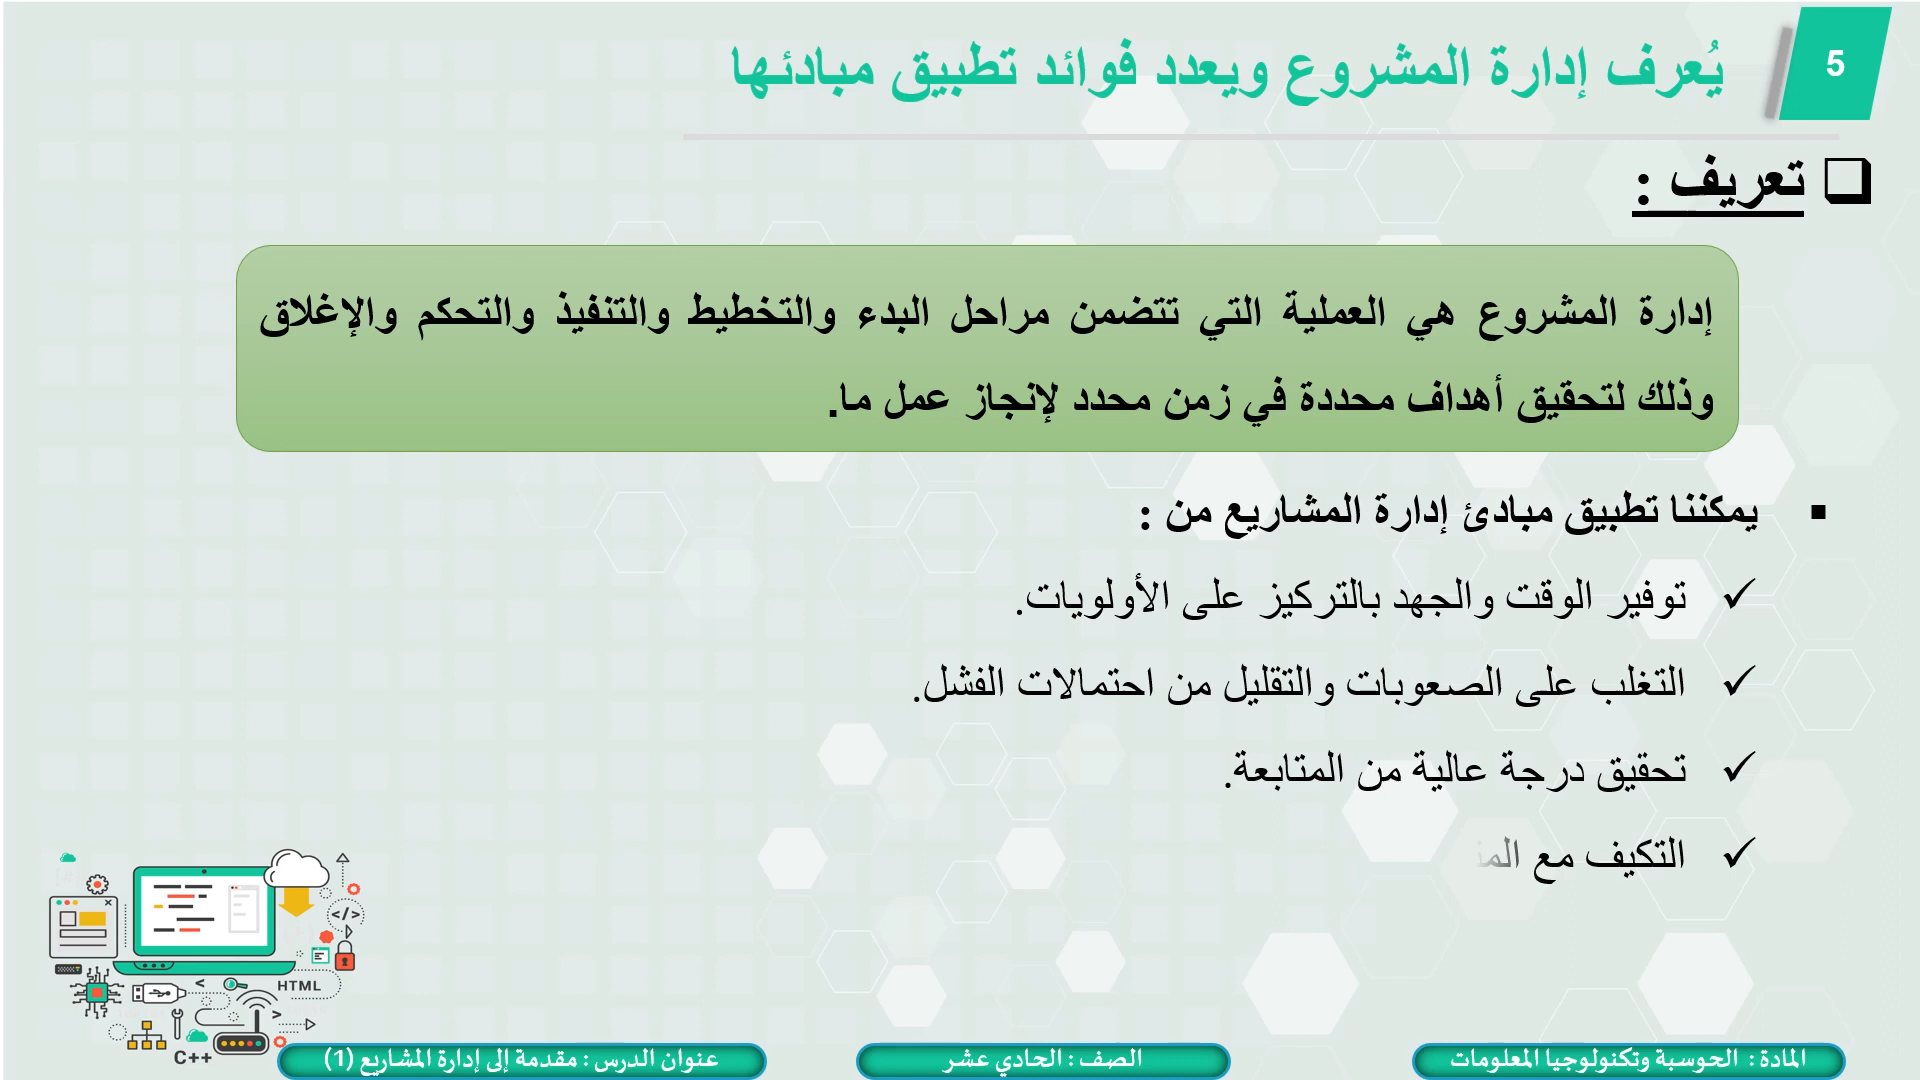 5
يُعرف إدارة المشروع ويعدد فوائد تطبيق مبادئها
تعريف :
إدارة المشروع هي العملية التي تتضمن مراحل البدء والتخطيط والتنفيذ والتحكم والإغلاق
وذلك لتحقيق أهداف محددة في زمن محدد لإنجاز عمل ما.
يمكننا تطبيق مبادئ إدارة المشاريع من :
توفير الوقت والجهد بالتركيز على الأولويات.
التغلب على الصعوبات والتقليل من احتمالات الفشل.
تحقيق درجة عالية من المتابعة.
التكيف مع
</>
HTML
C++
المادة : الحوسبة وتكنولوجيا المعلومات
الصف : الحادي عشر
عنوان الدرس : مقدمة إلى إدارة المشاريع (1)